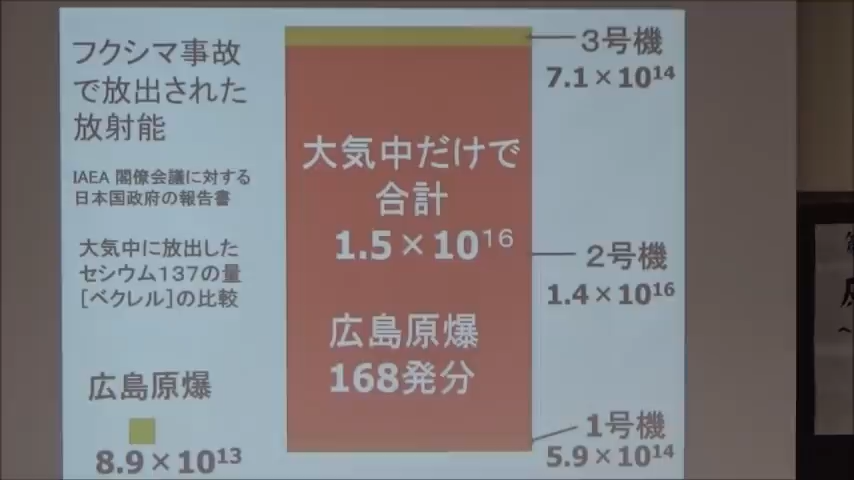 フクシマ事故
で放出された
放射能
IAEA 閣僚会議に対する
日本国政府の報告書
大気中に放出した
セシウム137の量
[ベクレル]の比較
広島原爆
8.9×10¹³
大気中だけで
合計
1.5×10¹⁶
広島原爆
168発分
3号機
7.1×10¹⁴
2号機
1.4×10¹⁶
1号機
5.9×10¹⁴